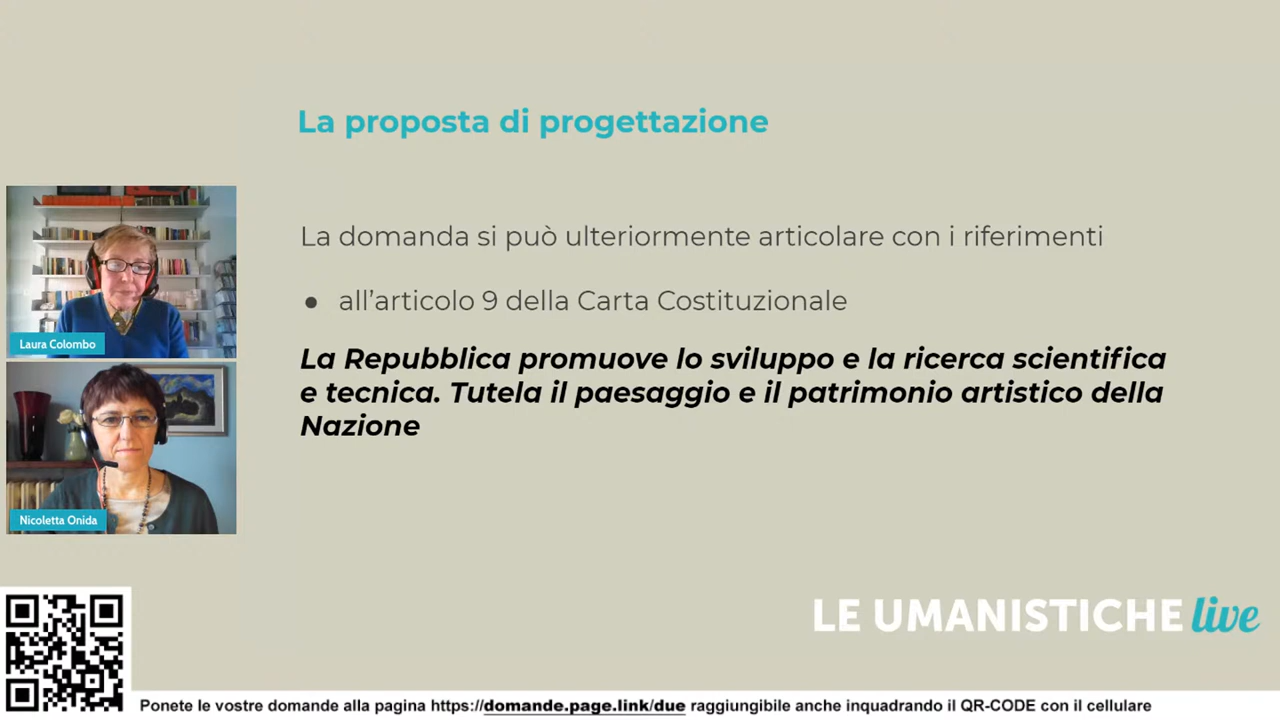 La proposta di progettazione
La domanda si può ulteriormente articolare con i riferimenti
● all’articolo 9 della Carta Costituzionale
La Repubblica promuove lo sviluppo e la ricerca scientifica
e tecnica. Tutela il paesaggio e il patrimonio artistico della
Nazione
Laura Colombo
Nicoletta Onida
LE UMANISTICHE live
Ponete le vostre domande alla pagina https://domande.page.link/due raggiungibile anche inquadrando il QR-CODE con il cellulare